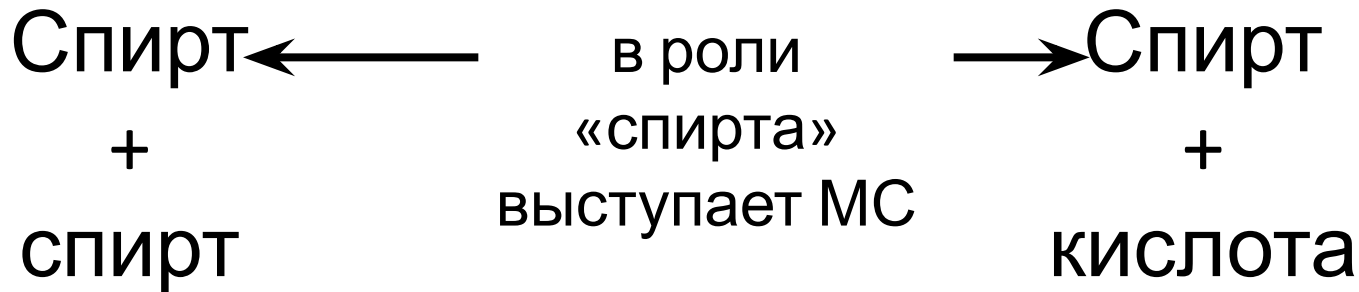 Спирт
+
спирт
в роли
«спирта»
выступает МС
Спирт
+
кислота